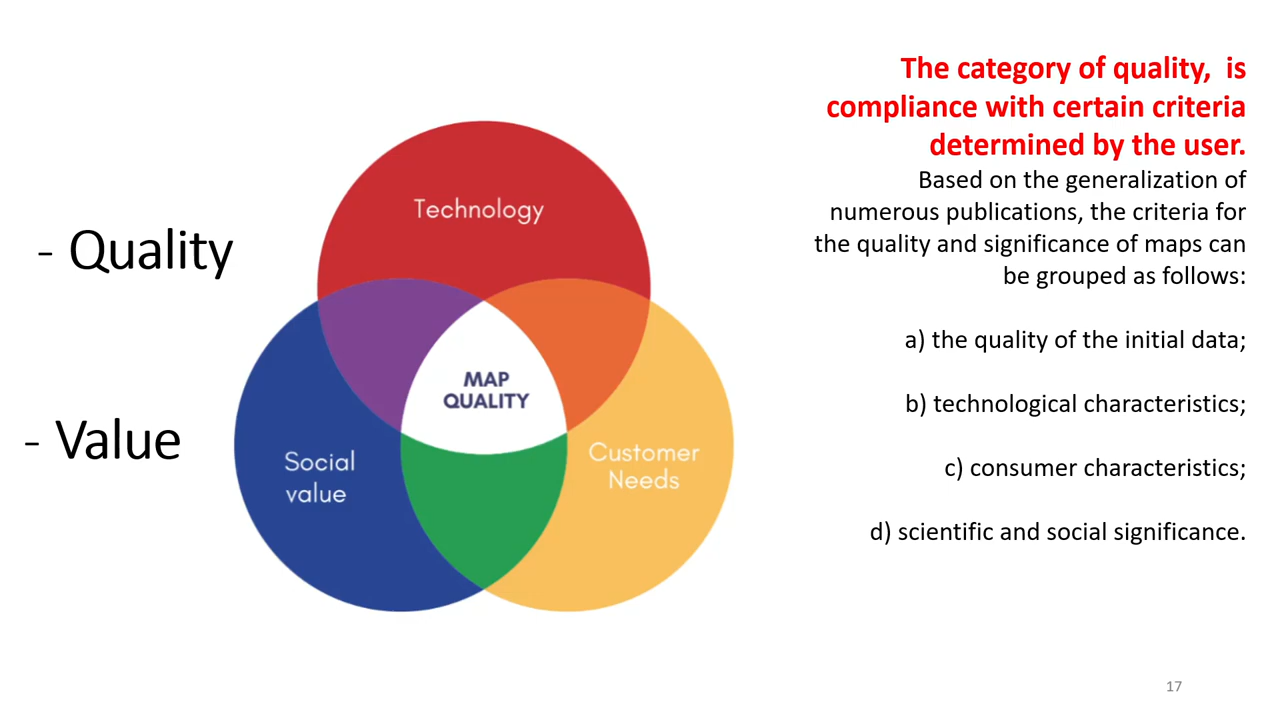 - Quality
- Value
Technology
MAP
QUALITY
Social
value
Customer
Needs
The category of quality,  is
compliance with certain criteria
determined by the user.
Based on the generalization of
numerous publications, the criteria for
the quality and significance of maps can
be grouped as follows:
a) the quality of the initial data;
b) technological characteristics;
c) consumer characteristics;
d) scientific and social significance.
17